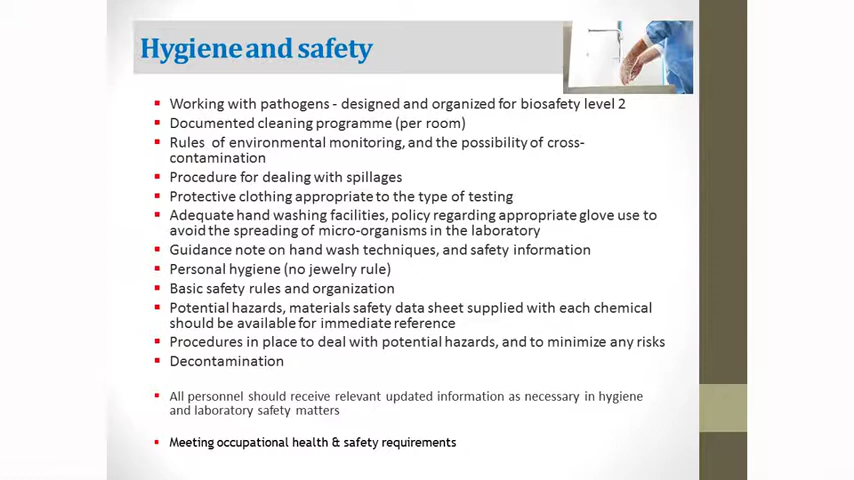 Hygiene and safety
Working with pathogens - designed and organized for biosafety level 2
Documented cleaning programme (per room)
Rules of environmental monitoring, and the possibility of cross-
contamination
Procedure for dealing with spillages
Protective clothing appropriate to the type of testing
Adequate hand washing facilities, policy regarding appropriate glove use to
avoid the spreading of micro-organisms in the laboratory
Guidance note on hand wash techniques, and safety information
Personal hygiene (no jewelry rule)
Basic safety rules and organization
Potential hazards, materials safety data sheet supplied with each chemical
should be available for immediate reference
Procedures in place to deal with potential hazards, and to minimize any risks
Decontamination
All personnel should receive relevant updated information as necessary in hygiene
and laboratory safety matters
Meeting occupational health & safety requirements